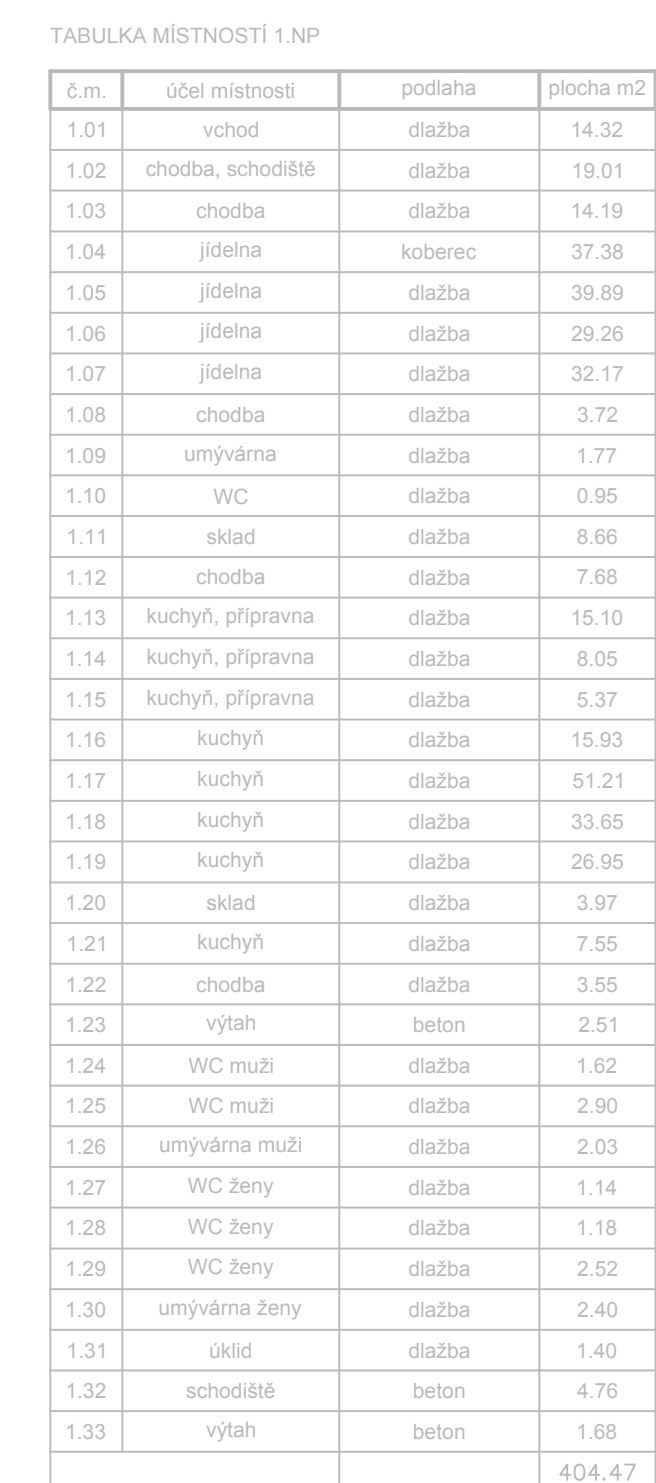 TABULKA MÍSTNOSTÍ 1.NP
č.m. účel místnosti podlaha plocha m2
1.01 vchod dlažba 14.32
1.02 chodba, schodiště dlažba 19.01
1.03 chodba dlažba 14.19
1.04 jídelna koberec 37.38
1.05 jídelna dlažba 39.89
1.06 jídelna dlažba 29.26
1.07 jídelna dlažba 32.17
1.08 chodba dlažba 3.72
1.09 umývárna dlažba 1.77
1.10 WC dlažba 0.95
1.11 sklad dlažba 8.66
1.12 chodba dlažba 7.68
1.13 kuchyň, přípravna dlažba 15.10
1.14 kuchyň, přípravna dlažba 8.05
1.15 kuchyň, přípravna dlažba 5.37
1.16 kuchyň dlažba 15.93
1.17 kuchyň dlažba 51.21
1.18 kuchyň dlažba 33.65
1.19 kuchyň dlažba 26.95
1.20 sklad dlažba 3.97
1.21 kuchyň dlažba 7.55
1.22 chodba dlažba 3.55
1.23 výtah beton 2.51
1.24 WC muži dlažba 1.62
1.25 WC muži dlažba 2.90
1.26 umývárna muži dlažba 2.03
1.27 WC ženy dlažba 1.14
1.28 WC ženy dlažba 1.18
1.29 WC ženy dlažba 2.52
1.30 umývárna ženy dlažba 2.40
1.31 úklid dlažba 1.40
1.32 schodiště beton 4.76
1.33 výtah beton 1.68
404.47